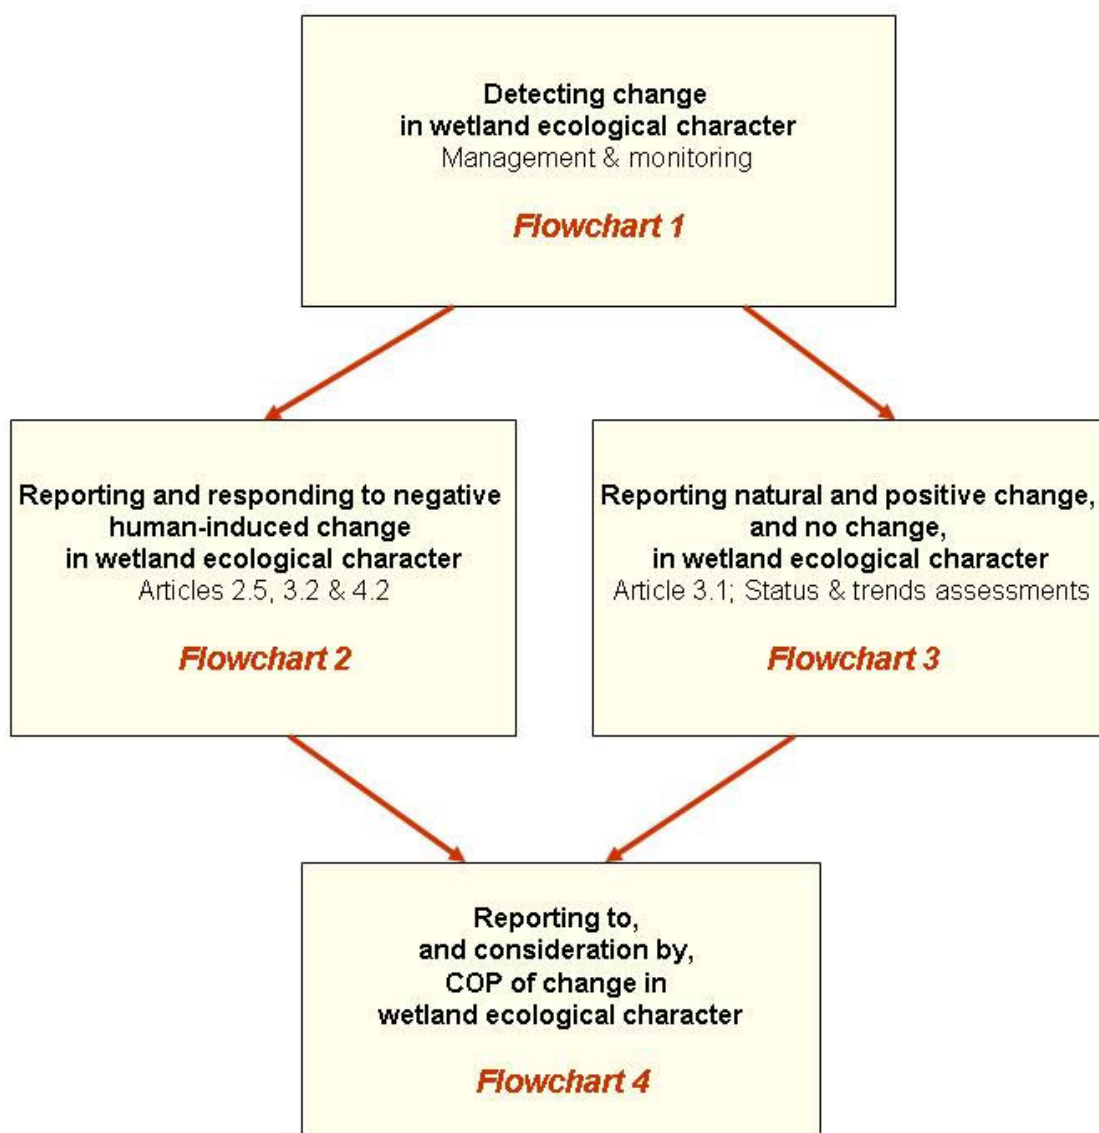 Detecting change
in wetland ecological character
Management & monitoring
Flowchart 1
Reporting and responding to negative
human-induced change
in wetland ecological character
Articles 2.5, 3.2 & 4.2
Flowchart 2
Reporting natural and positive change,
and no change,
in wetland ecological character
Article 3.1; Status & trends assessments
Flowchart 3
Reporting to,
and consideration by,
COP of change in
wetland ecological character
Flowchart 4